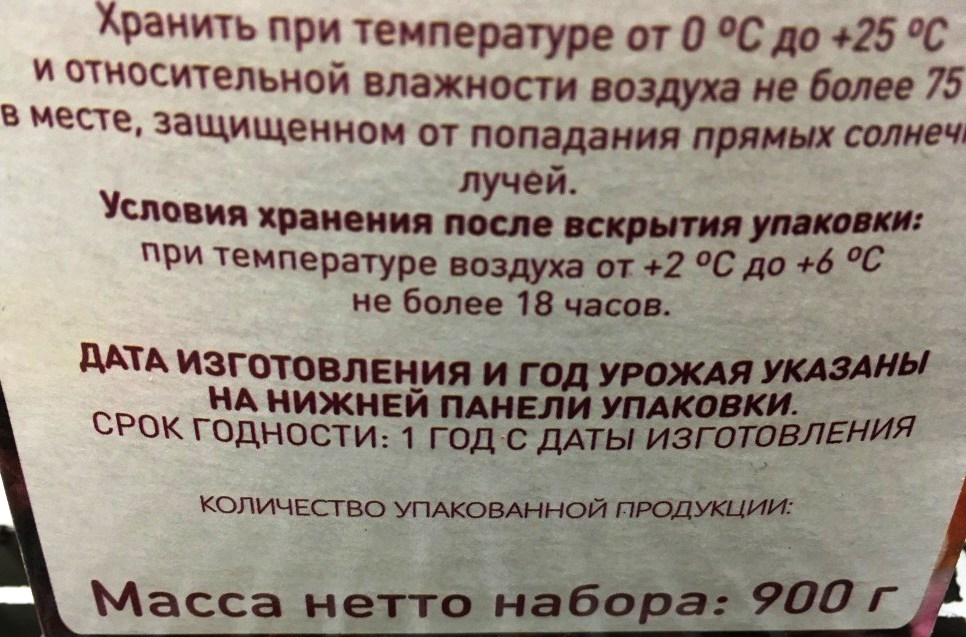 Хранить при температуре от 0 °С до +25 °С
и относительной влажности воздуха не более 75
в месте, защищенном от попадания прямых солнеч
лучей.
Условия хранения после вскрытия упаковки:
при температуре воздуха от +2 °С до +6 °С
не более 18 часов.
ДАТА ИЗГОТОВЛЕНИЯ И ГОД УРОЖАЯ УКАЗАНЫ
НА НИЖНЕЙ ПАНЕЛИ УПАКОВКИ.
СРОК ГОДНОСТИ: 1 ГОД С ДАТЫ ИЗГОТОВЛЕНИЯ
КОЛИЧЕСТВО УПАКОВАННОЙ ПРОДУКЦИИ:
Масса нетто набора: 900 г